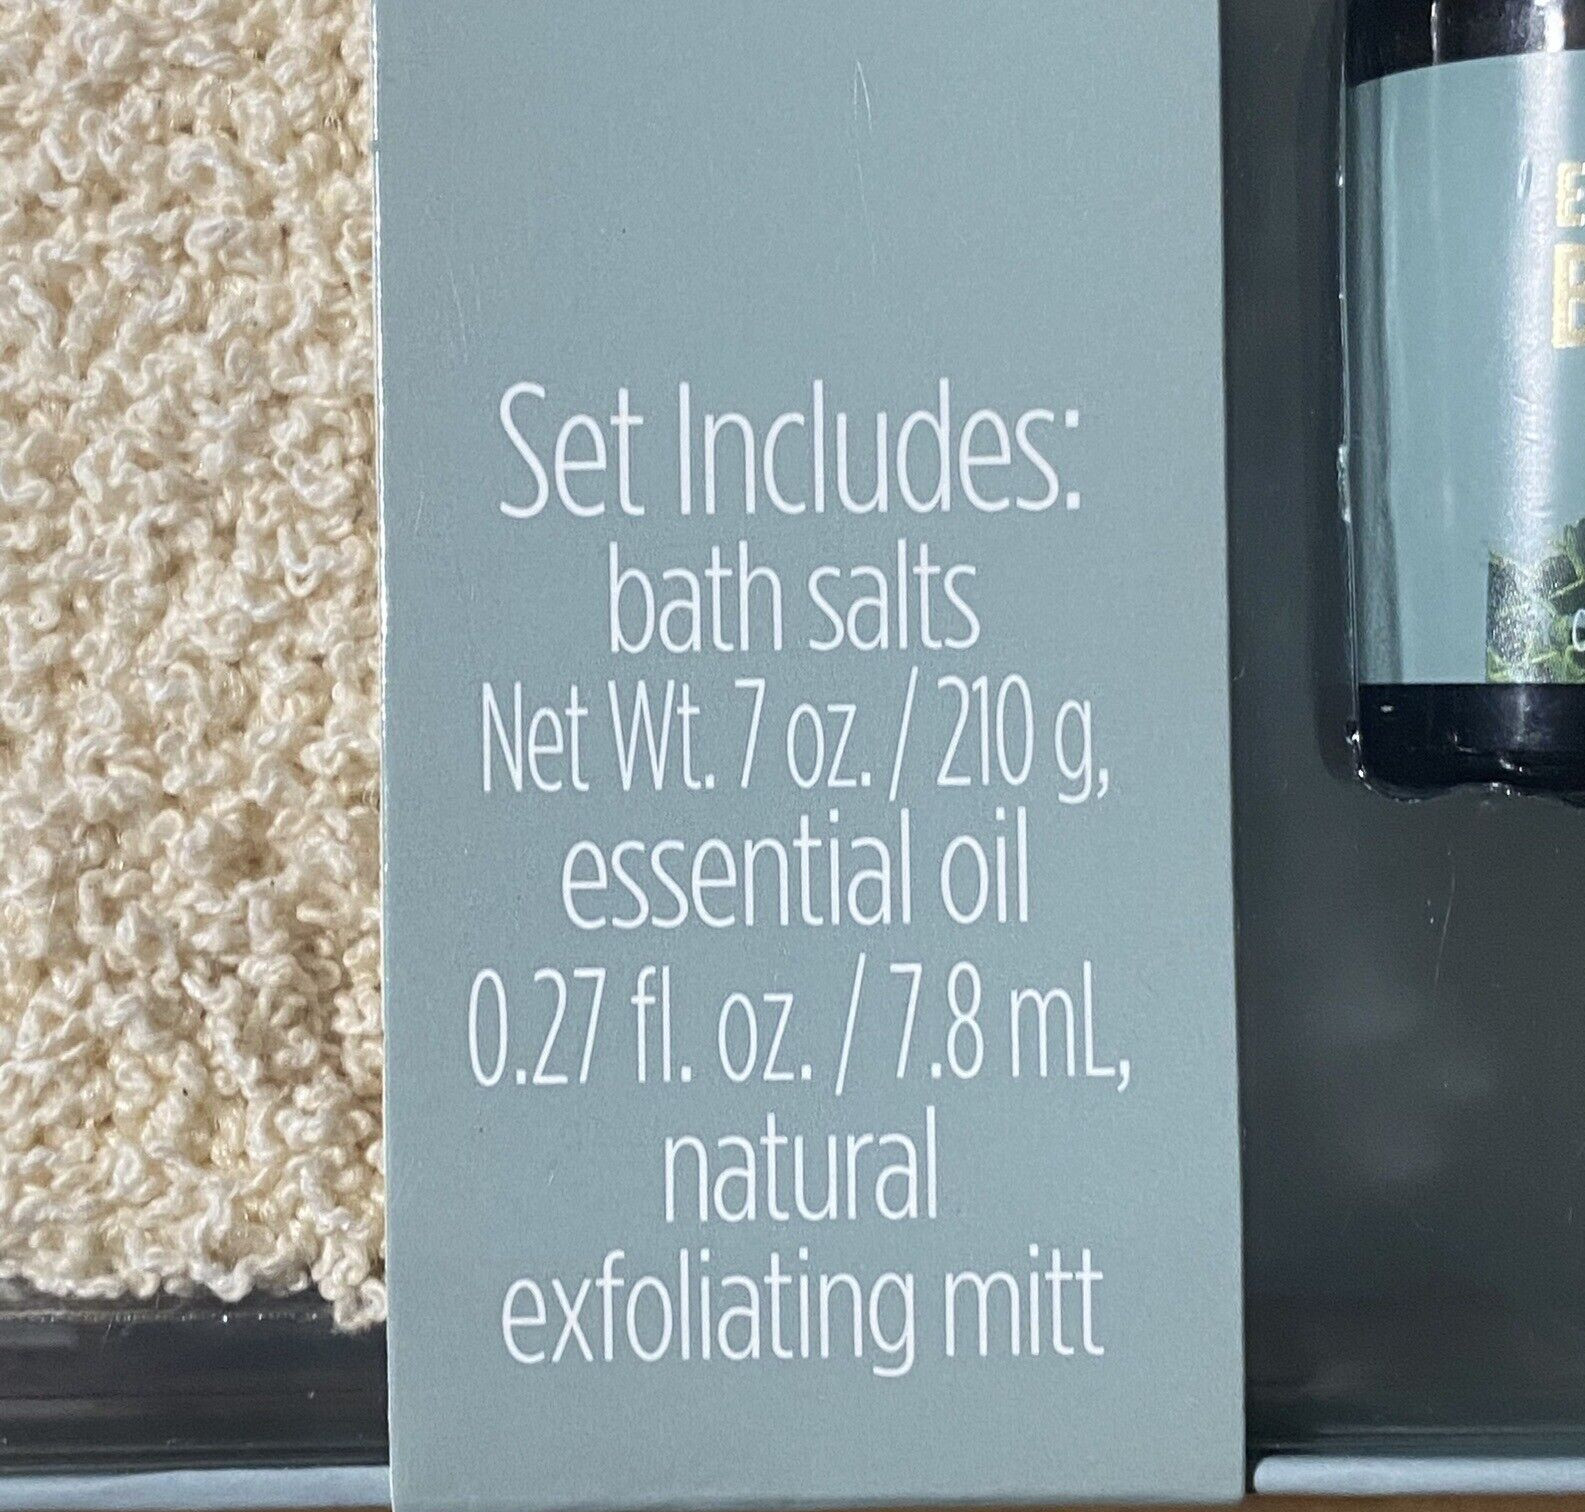 Set Includes:
bath salts
Net Wt. 7 oz. / 210 g,
essential oil
0.27 fl. oz. / 7.8 mL,
natural
exfoliating mitt